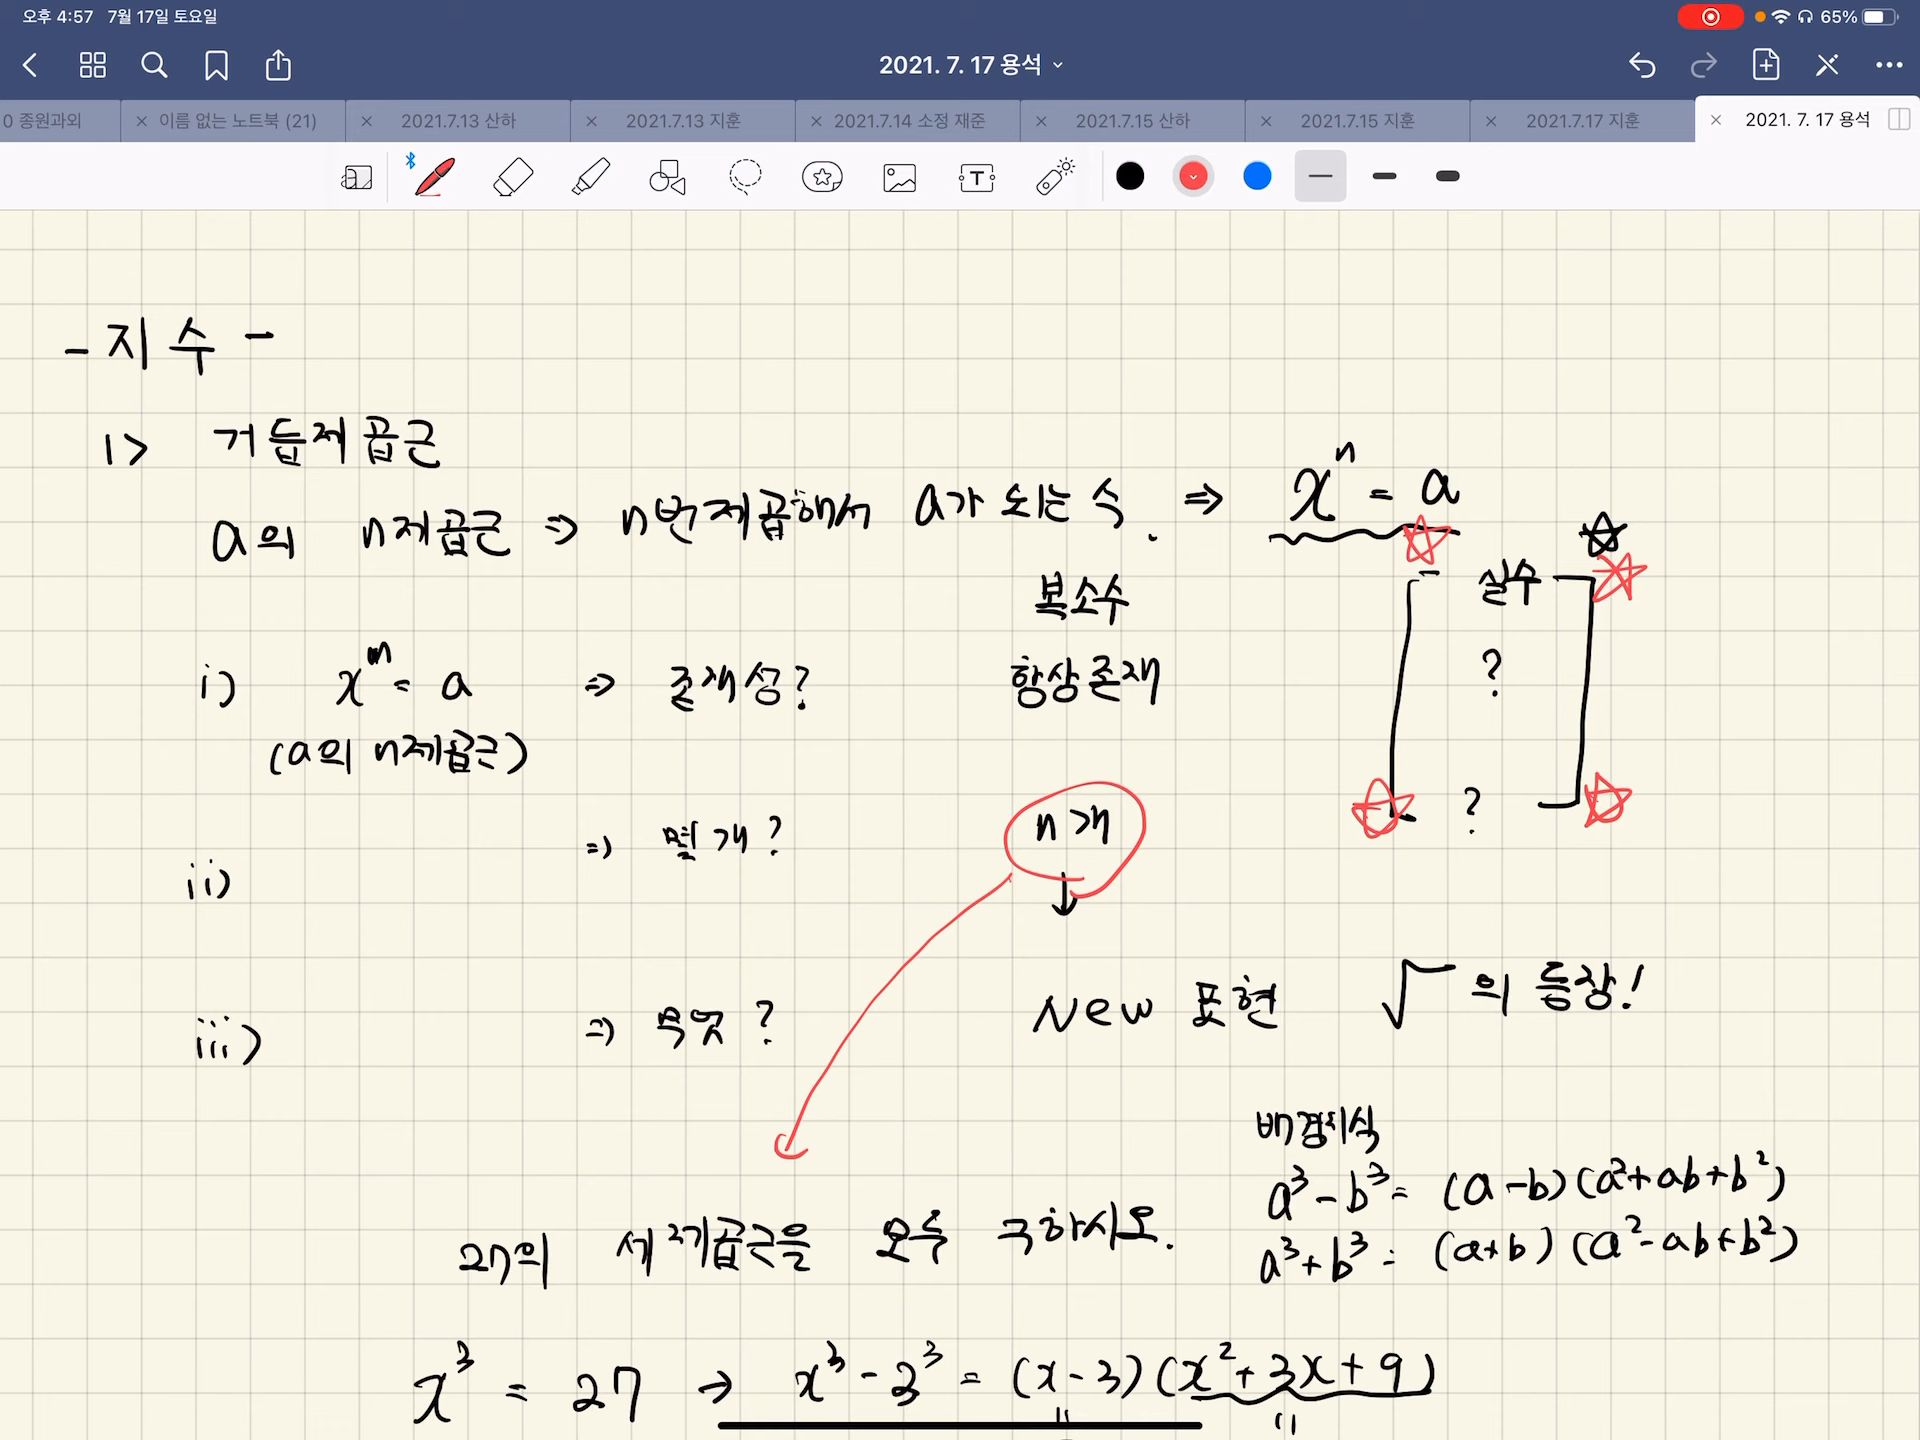 오후 4:57 7월 17일 토요일
65%
2021. 7. 17 용석
0 종원과외
이름 없는 노트북 (21)
2021.7.13 산하
2021.7.13 지훈
2021.7.14 소정 재준
2021.7.15 산하
2021.7.15 지훈
2021.7.17 지훈
2021. 7. 17 용석
- 지수 -
1> 거듭제곱근
a의 n제곱근 ⇒ n번제곱해서 a가 되는 수. ⇒ xⁿ = a
복소수
실수
i) xⁿ = a ⇒ 존재성? 항상존재 ?
(a의 n제곱근)
⇒ 몇개? n개 ?
ii)
↓
iii) ⇒ 무엇? New 표현 √ 의 등장!
배경지식
a³ - b³ = (a - b)(a² + ab + b²)
27의 세제곱근을 모두 구하시오.
a³ + b³ = (a + b)(a² - ab + b²)
x³ = 27 → x³ - 3³ = (x - 3)(x² + 3x + 9)